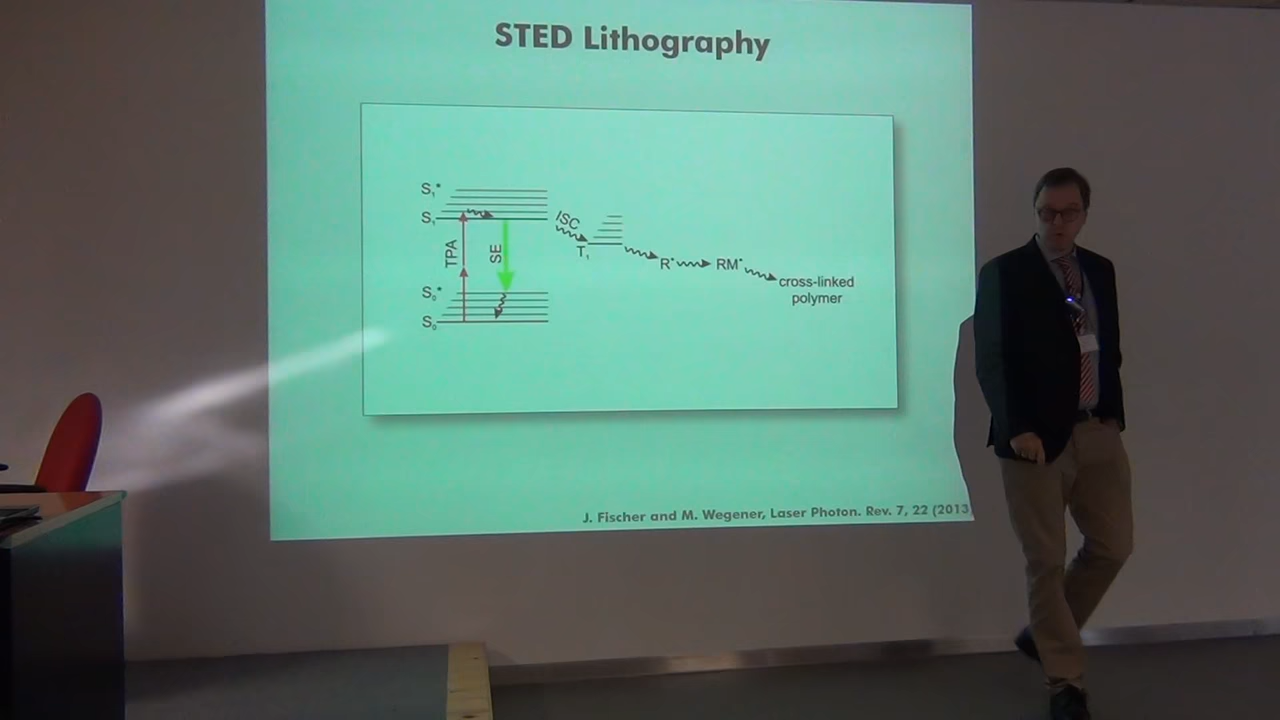 STED Lithography
S₁*
S₁
TPA
SE
S₀*
S₀
ISC
T₁
R•
RM•
cross-linked
polymer
J. Fischer and M. Wegener, Laser Photon. Rev. 7, 22 (2013